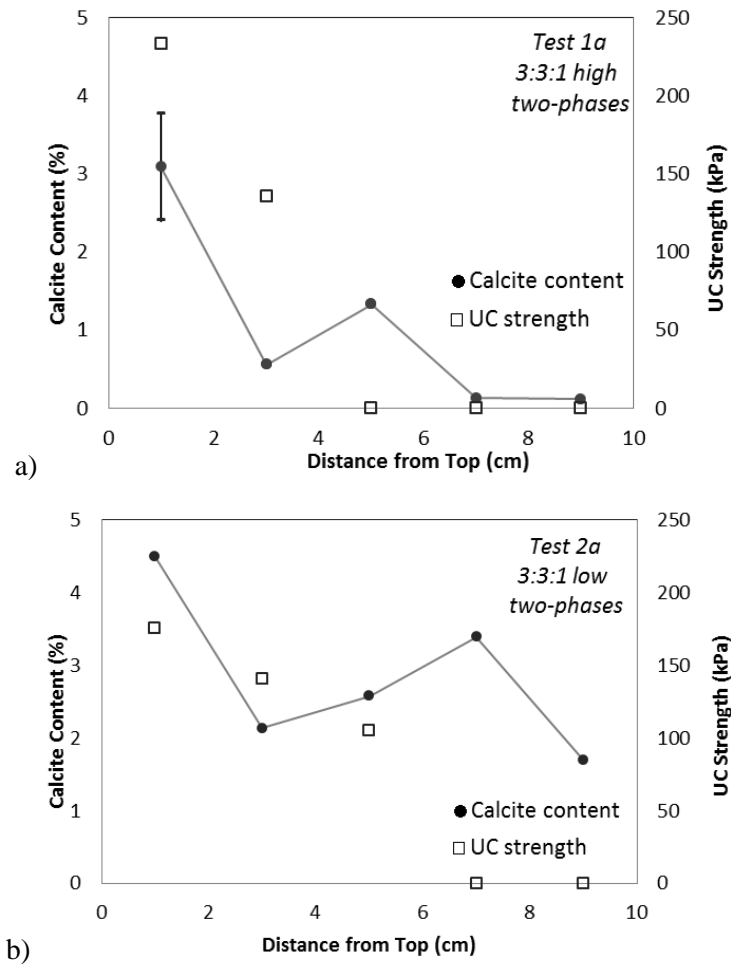 5
4
3
2
1
0
Calcite Content (%)
250
200
150
100
50
0
UC Strength (kPa)
Test 1a
3:3:1 high
two-phases
Calcite content
UC strength
0 2 4 6 8 10
Distance from Top (cm)
a)
5
4
3
2
1
0
Calcite Content (%)
250
200
150
100
50
0
UC Strength (kPa)
Test 2a
3:3:1 low
two-phases
Calcite content
UC strength
0 2 4 6 8 10
Distance from Top (cm)
b)